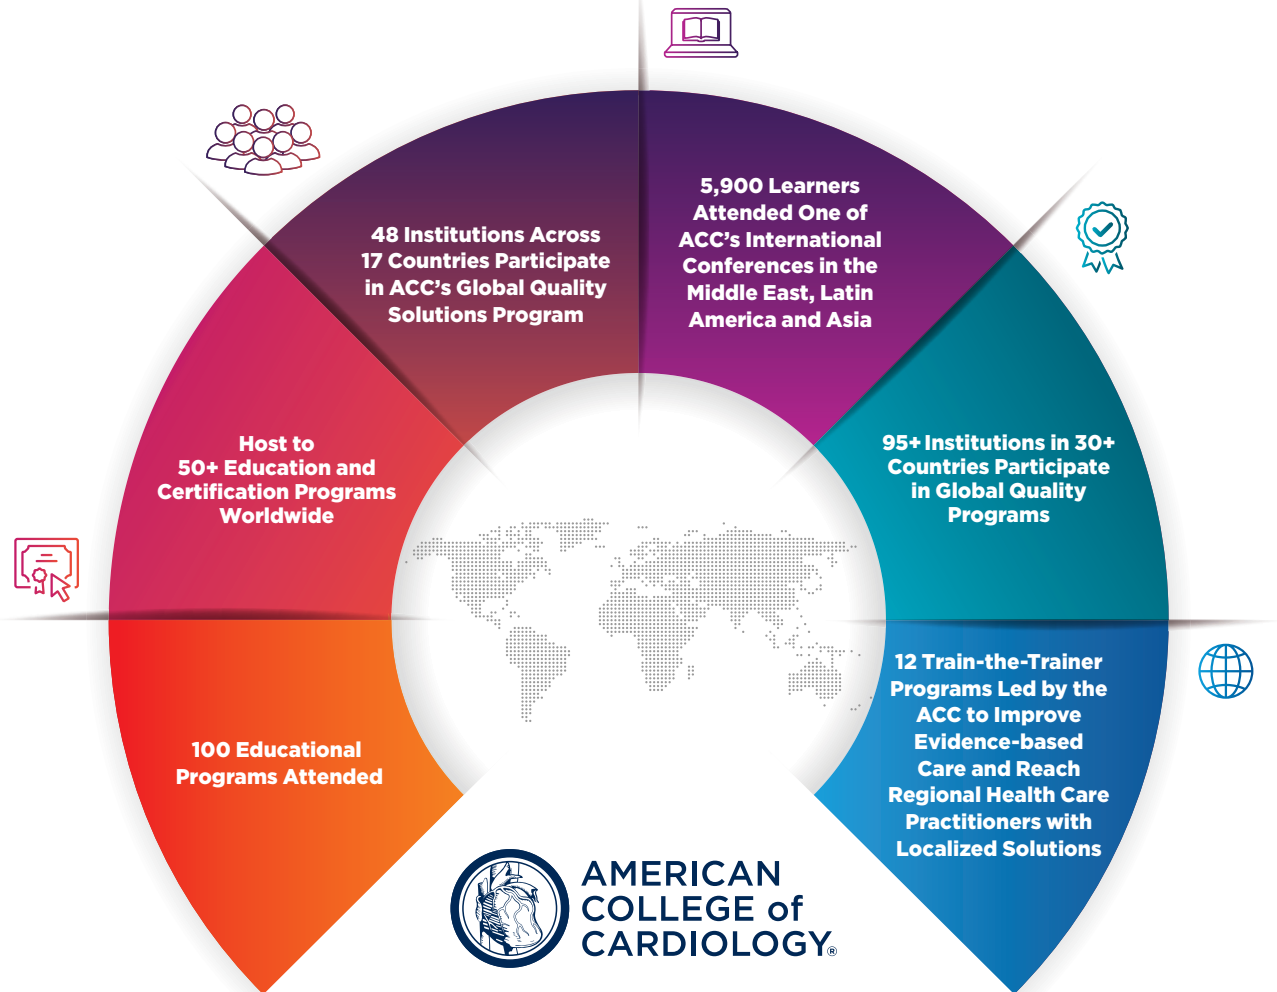 100 Educational
Programs Attended
Host to
50+ Education and
Certification Programs
Worldwide
48 Institutions Across
17 Countries Participate
in ACC's Global Quality
Solutions Program
5,900 Learners
Attended One of
ACC's International
Conferences in the
Middle East, Latin
America and Asia
95+ Institutions in 30+
Countries Participate
in Global Quality
Programs
12 Train-the-Trainer
Programs Led by the
ACC to Improve
Evidence-based
Care and Reach
Regional Health Care
Practitioners with
Localized Solutions
AMERICAN
COLLEGE of
CARDIOLOGY®